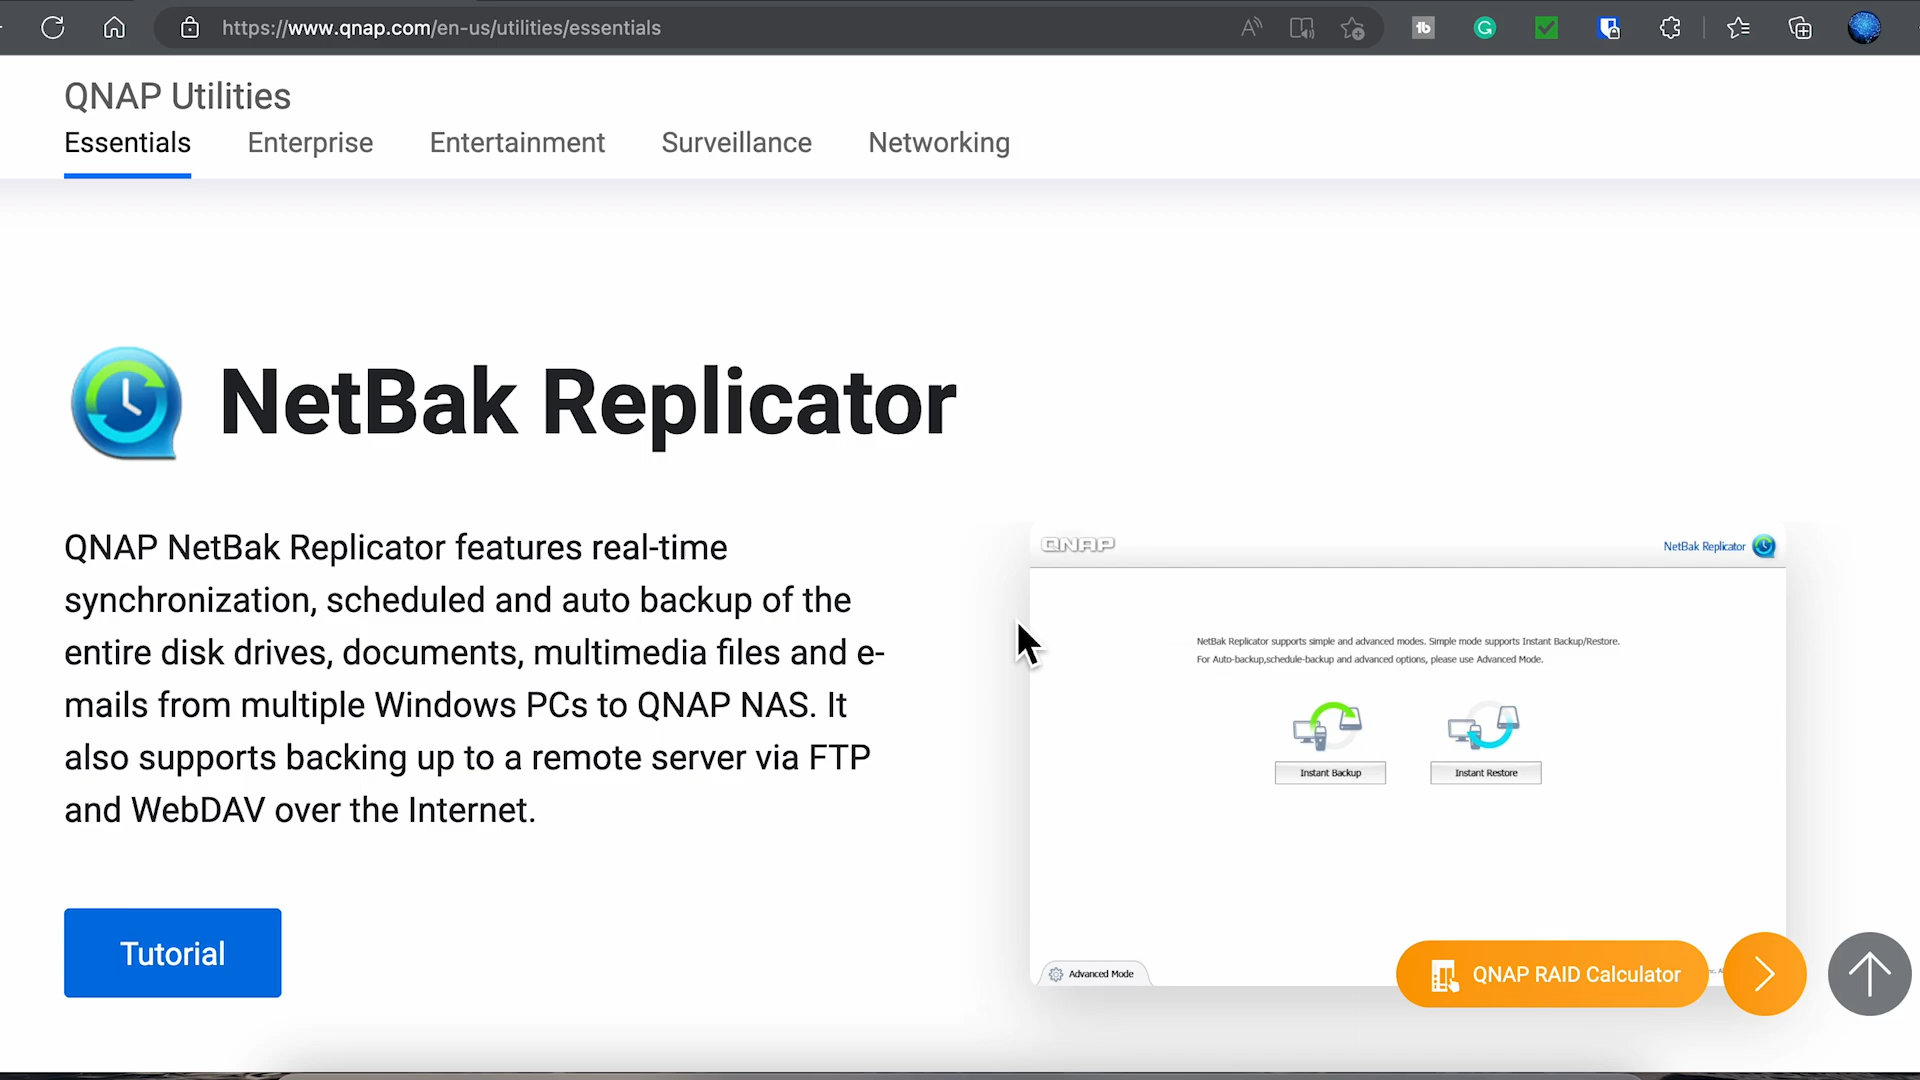 https://www.qnap.com/en-us/utilities/essentials
QNAP Utilities
Essentials
Enterprise
Entertainment
Surveillance
Networking
NetBak Replicator
QNAP NetBak Replicator features real-time
synchronization, scheduled and auto backup of the
entire disk drives, documents, multimedia files and e-
mails from multiple Windows PCs to QNAP NAS. It
also supports backing up to a remote server via FTP
and WebDAV over the Internet.
Tutorial
QNAP
NetBak Replicator
NetBak Replicator supports simple and advanced modes. Simple mode supports Instant Backup/Restore.
For Auto-backup,schedule-backup and advanced options, please use Advanced Mode.
Instant Backup
Instant Restore
Advanced Mode
QNAP RAID Calculator